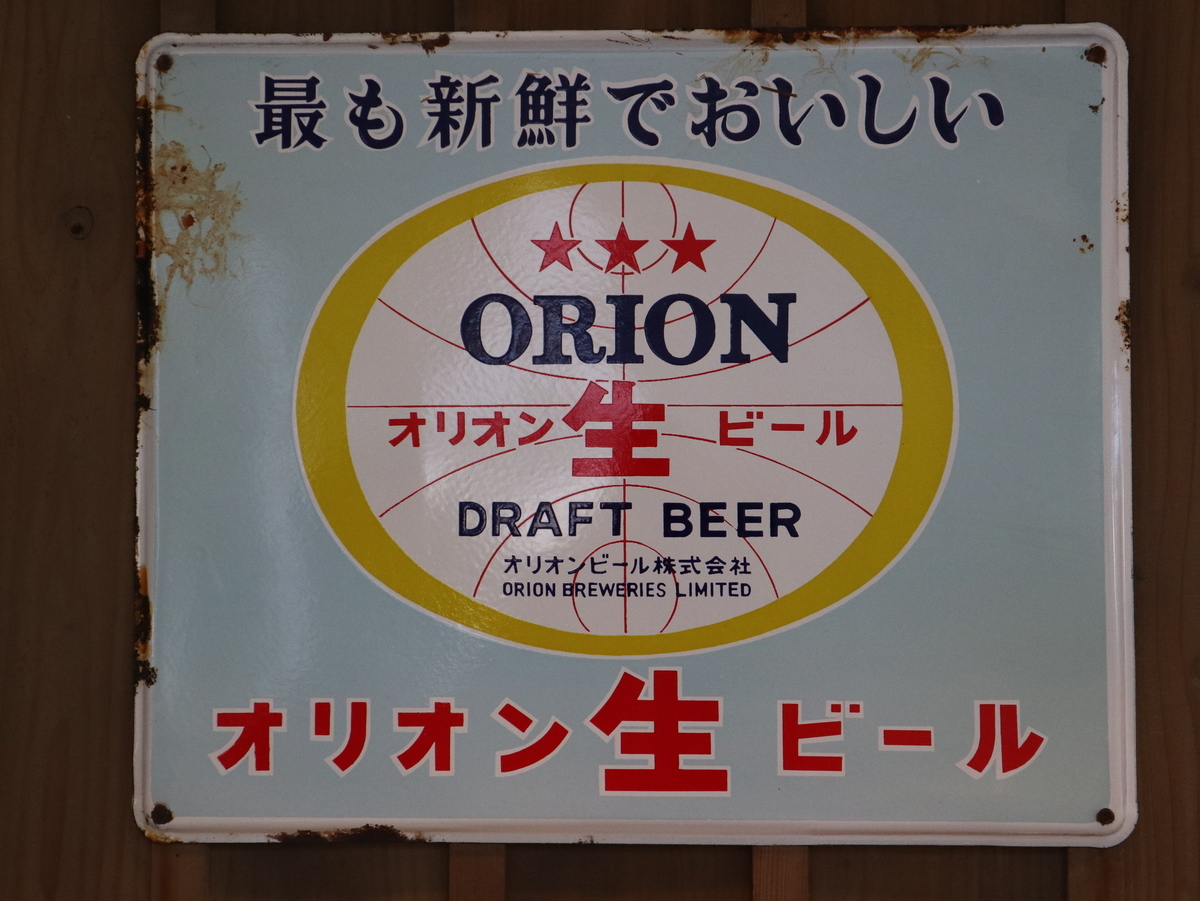 最も新鮮でおいしい
ORION
オリオン生ビール
DRAFT BEER
オリオンビール株式会社
ORION BREWERIES LIMITED
オリオン生ビール